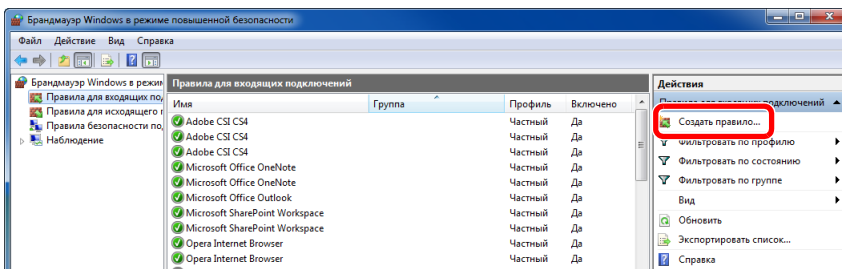 Брандмауэр Windows в режиме повышенной безопасности
Файл Действие Вид Справка
Брандмауэр Windows в режим
Правила для входящих по
Правила для исходящего
Правила безопасности по
Наблюдение
Правила для входящих подключений
Имя Группа Профиль Включено
Adobe CSI CS4 Частный Да
Adobe CSI CS4 Частный Да
Adobe CSI CS4 Частный Да
Microsoft Office OneNote Частный Да
Microsoft Office OneNote Частный Да
Microsoft Office Outlook Частный Да
Microsoft SharePoint Workspace Частный Да
Microsoft SharePoint Workspace Частный Да
Opera Internet Browser Частный Да
Opera Internet Browser Частный Да
Действия
Правила для входящих подключений
Создать правило...
Фильтровать по профилю
Фильтровать по состоянию
Фильтровать по группе
Вид
Обновить
Экспортировать список...
Справка